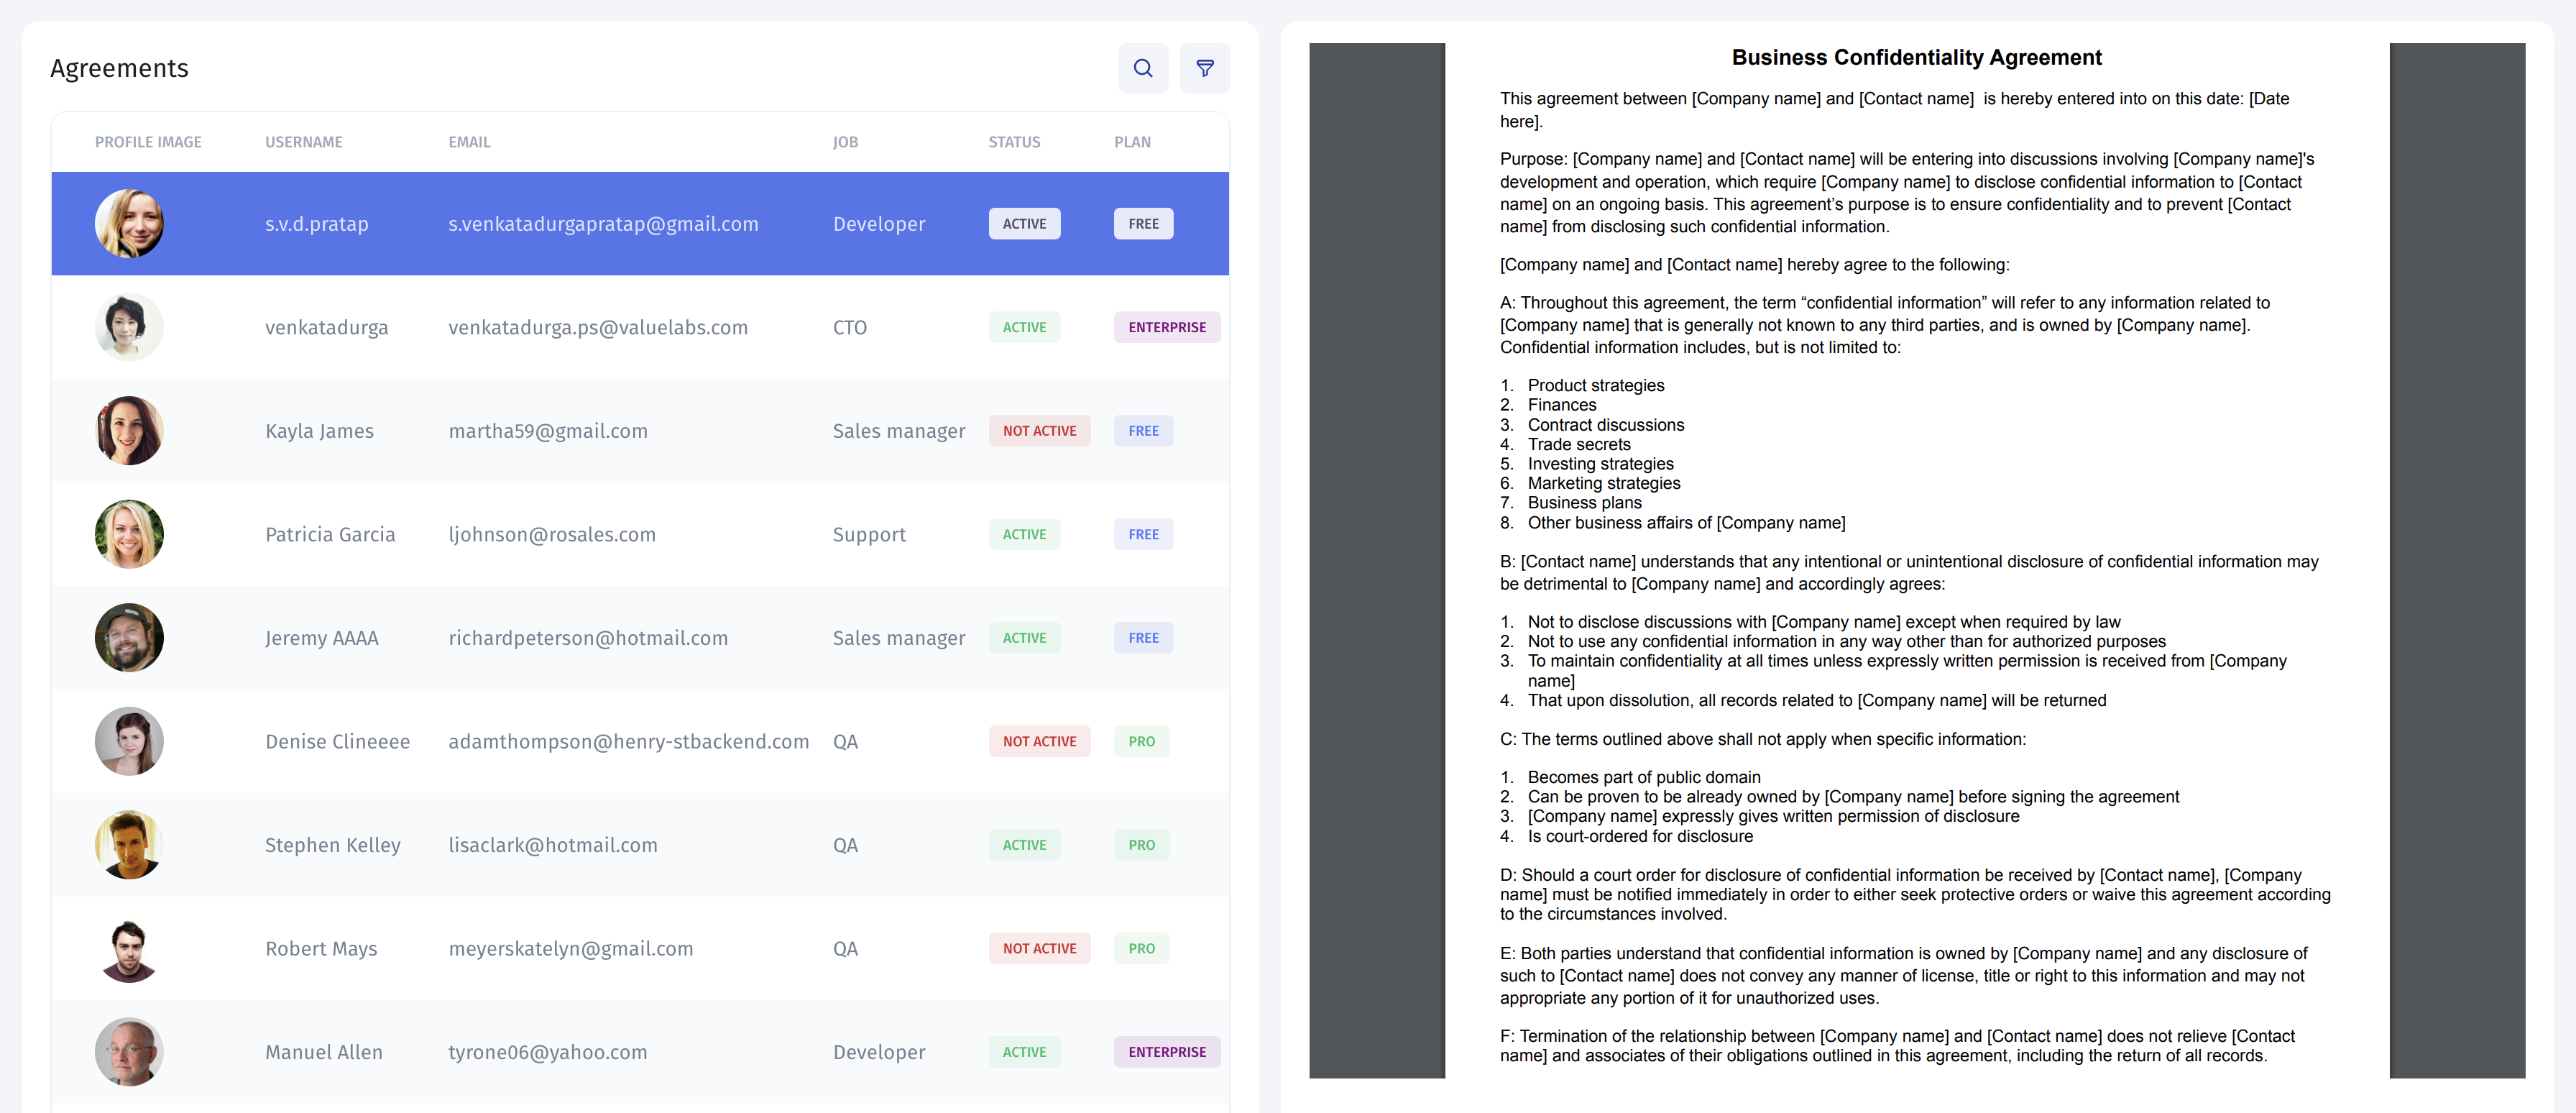 Agreements
PROFILE IMAGE USERNAME EMAIL JOB STATUS PLAN
s.v.d.pratap s.venkatadurgapratap@gmail.com Developer ACTIVE FREE
venkatadurga venkatadurga.ps@valuelabs.com CTO ACTIVE ENTERPRISE
Kayla James martha59@gmail.com Sales manager NOT ACTIVE FREE
Patricia Garcia ljohnson@rosales.com Support ACTIVE FREE
Jeremy AAAA richardpeterson@hotmail.com Sales manager ACTIVE FREE
Denise Clineeee adamthompson@henry-stbackend.com QA NOT ACTIVE PRO
Stephen Kelley lisaclark@hotmail.com QA ACTIVE PRO
Robert Mays meyerskatelyn@gmail.com QA NOT ACTIVE PRO
Manuel Allen tyrone06@yahoo.com Developer ACTIVE ENTERPRISE
Business Confidentiality Agreement
This agreement between [Company name] and [Contact name]  is hereby entered into on this date: [Date
here].
Purpose: [Company name] and [Contact name] will be entering into discussions involving [Company name]'s
development and operation, which require [Company name] to disclose confidential information to [Contact
name] on an ongoing basis. This agreement’s purpose is to ensure confidentiality and to prevent [Contact
name] from disclosing such confidential information.
[Company name] and [Contact name] hereby agree to the following:
A: Throughout this agreement, the term “confidential information” will refer to any information related to
[Company name] that is generally not known to any third parties, and is owned by [Company name].
Confidential information includes, but is not limited to:
1. Product strategies
2. Finances
3. Contract discussions
4. Trade secrets
5. Investing strategies
6. Marketing strategies
7. Business plans
8. Other business affairs of [Company name]
B: [Contact name] understands that any intentional or unintentional disclosure of confidential information may
be detrimental to [Company name] and accordingly agrees:
1. Not to disclose discussions with [Company name] except when required by law
2. Not to use any confidential information in any way other than for authorized purposes
3. To maintain confidentiality at all times unless expressly written permission is received from [Company
name]
4. That upon dissolution, all records related to [Company name] will be returned
C: The terms outlined above shall not apply when specific information:
1. Becomes part of public domain
2. Can be proven to be already owned by [Company name] before signing the agreement
3. [Company name] expressly gives written permission of disclosure
4. Is court-ordered for disclosure
D: Should a court order for disclosure of confidential information be received by [Contact name], [Company
name] must be notified immediately in order to either seek protective orders or waive this agreement according
to the circumstances involved.
E: Both parties understand that confidential information is owned by [Company name] and any disclosure of
such to [Contact name] does not convey any manner of license, title or right to this information and may not
appropriate any portion of it for unauthorized uses.
F: Termination of the relationship between [Company name] and [Contact name] does not relieve [Contact
name] and associates of their obligations outlined in this agreement, including the return of all records.